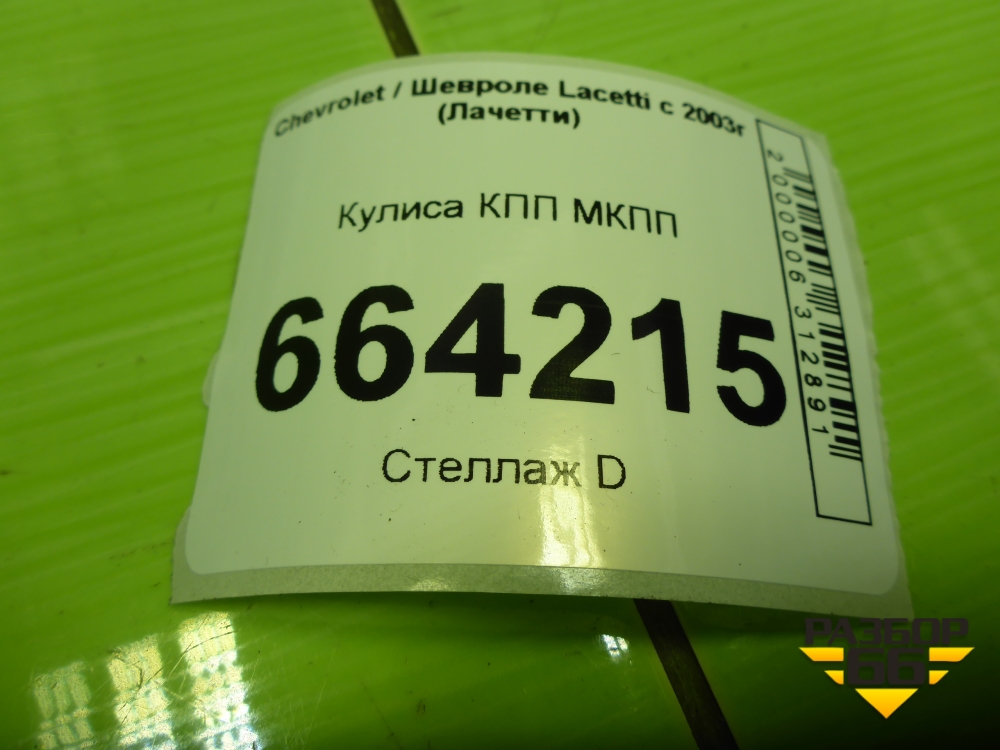 Chevrolet / Шевроле Lacetti с 2003г
(Лачетти)
Кулиса КПП МКПП
664215
Стеллаж D
2000006312891
РАЗБОР
66